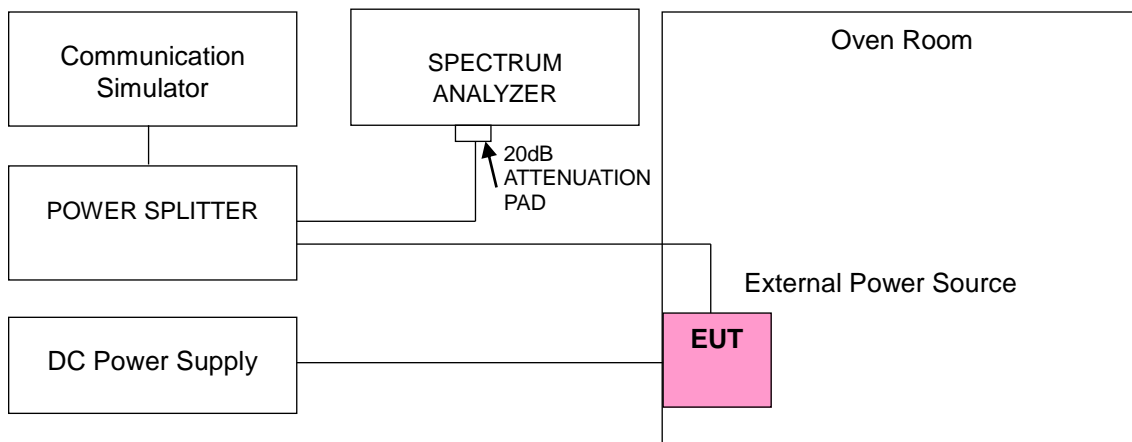 Communication
Simulator
SPECTRUM
ANALYZER
Oven Room
20dB
ATTENUATION
PAD
POWER SPLITTER
External Power Source
EUT
DC Power Supply